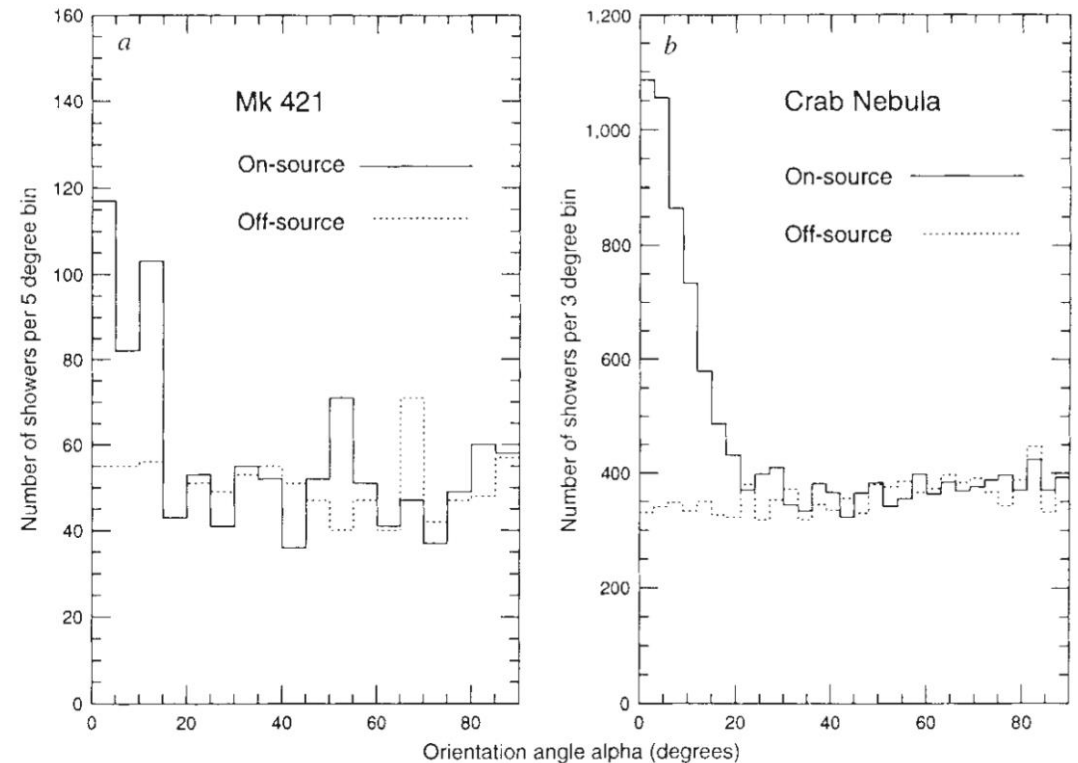 a
Mk 421
On-source
Off-source
Number of showers per 5 degree bin
160
140
120
100
80
60
40
20
0
0 20 40 60 80
b
Crab Nebula
On-source
Off-source
Number of showers per 3 degree bin
1,200
1,000
800
600
400
200
0
0 20 40 60 80
Orientation angle alpha (degrees)